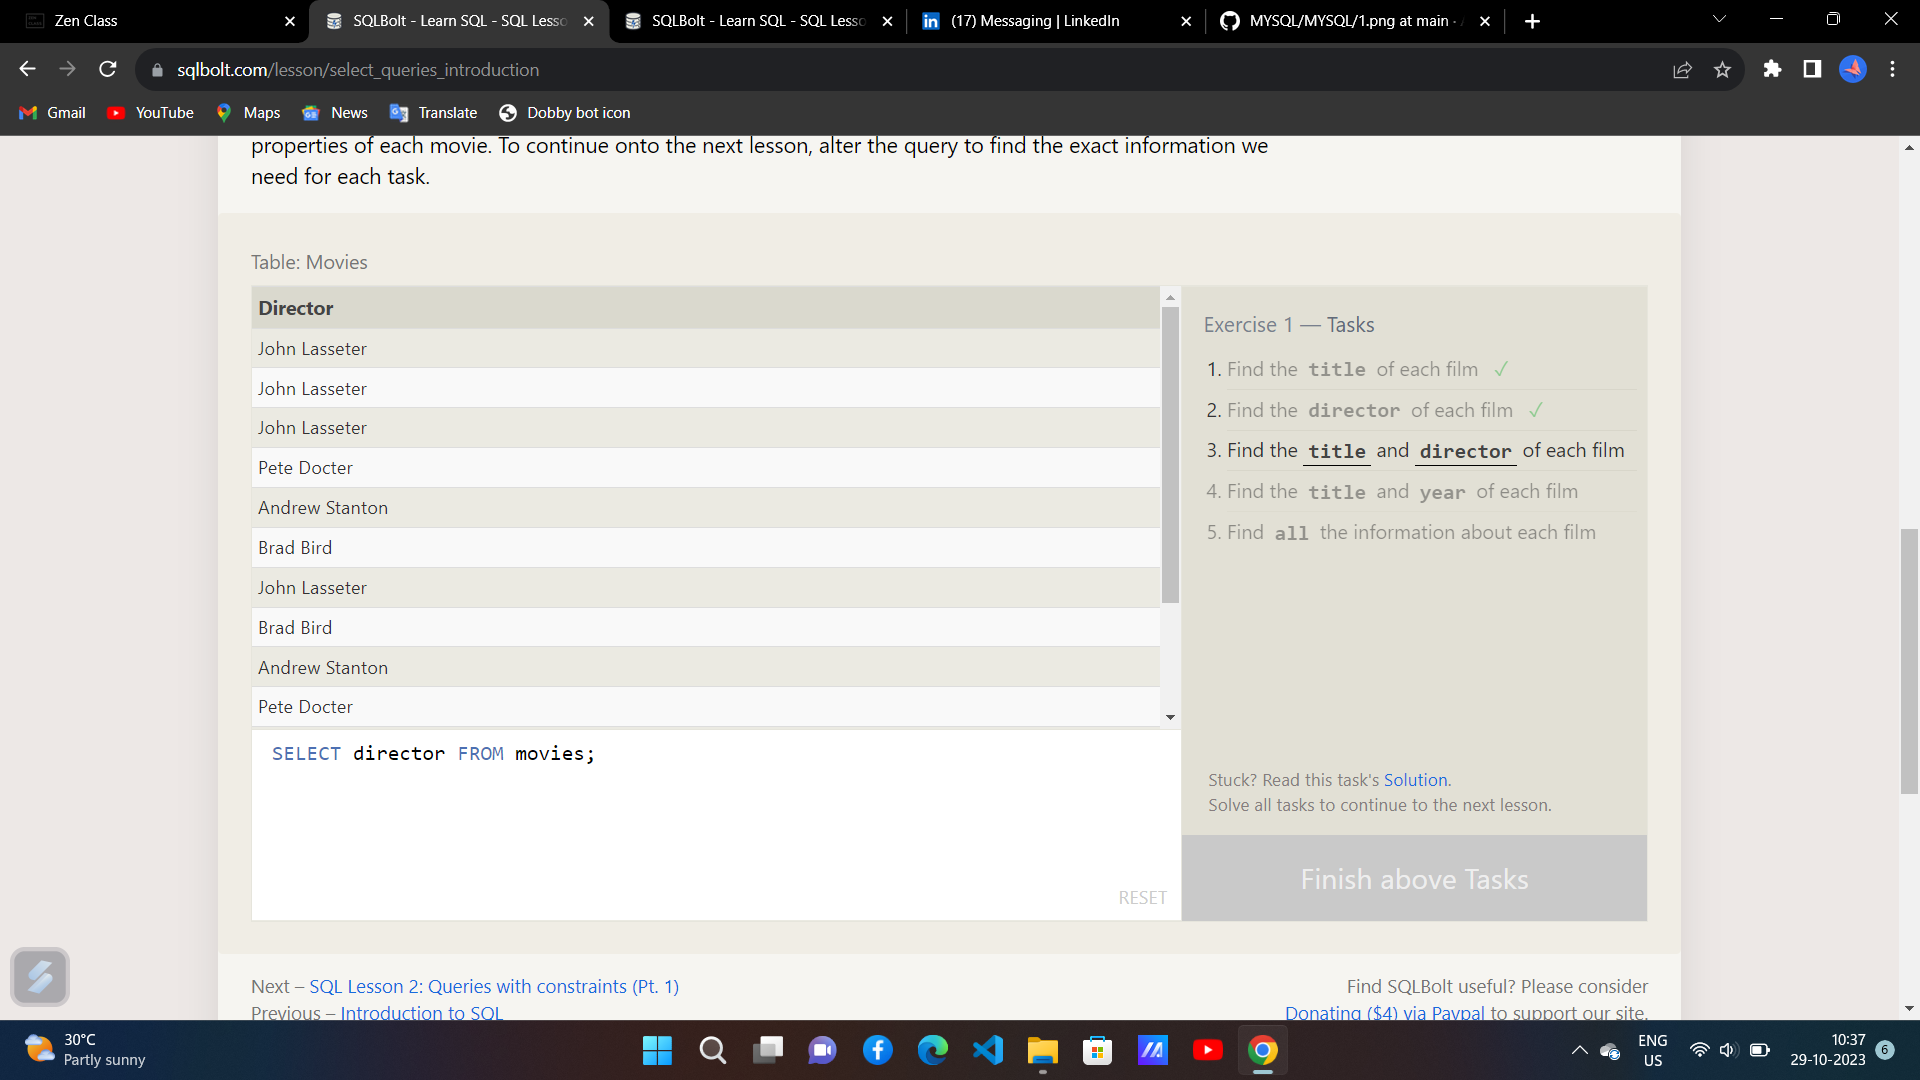 Zen Class
SQLBolt - Learn SQL - SQL Lesso
SQLBolt - Learn SQL - SQL Lesso
(17) Messaging | LinkedIn
MYSQL/MYSQL/1.png at main ·
sqlbolt.com/lesson/select_queries_introduction
Gmail
YouTube
Maps
News
Translate
Dobby bot icon
properties of each movie. To continue onto the next lesson, alter the query to find the exact information we
need for each task.
Table: Movies
Director
John Lasseter
John Lasseter
John Lasseter
Pete Docter
Andrew Stanton
Brad Bird
John Lasseter
Brad Bird
Andrew Stanton
Pete Docter
SELECT director FROM movies;
RESET
Exercise 1 — Tasks
1. Find the title of each film ✓
2. Find the director of each film ✓
3. Find the title and director of each film
4. Find the title and year of each film
5. Find all the information about each film
Stuck? Read this task's Solution.
Solve all tasks to continue to the next lesson.
Finish above Tasks
Next – SQL Lesson 2: Queries with constraints (Pt. 1)
Previous – Introduction to SQL
Find SQLBolt useful? Please consider
Donating ($4) via Paypal to support our site.
30°C
Partly sunny
ENG
US
10:37
29-10-2023
6